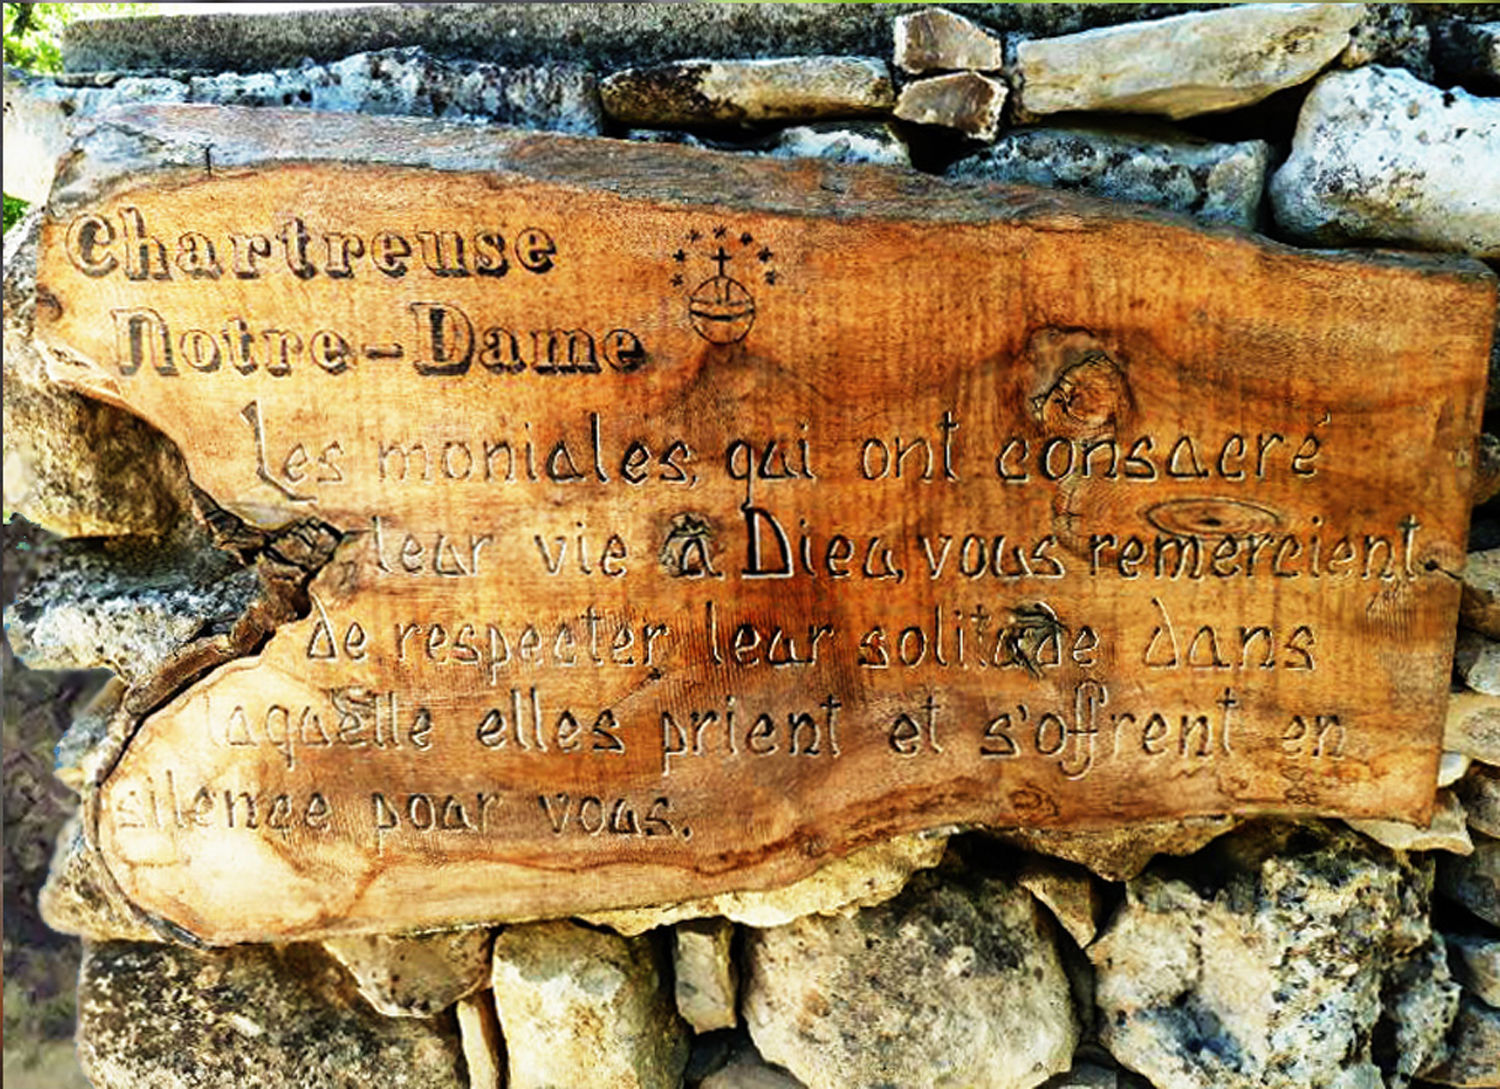 Chartreuse
Notre-Dame
Les moniales, qui ont consacré
leur vie à Dieu, vous remercient
de respecter leur solitude dans
laquelle elles prient et s'offrent en
silence pour vous.